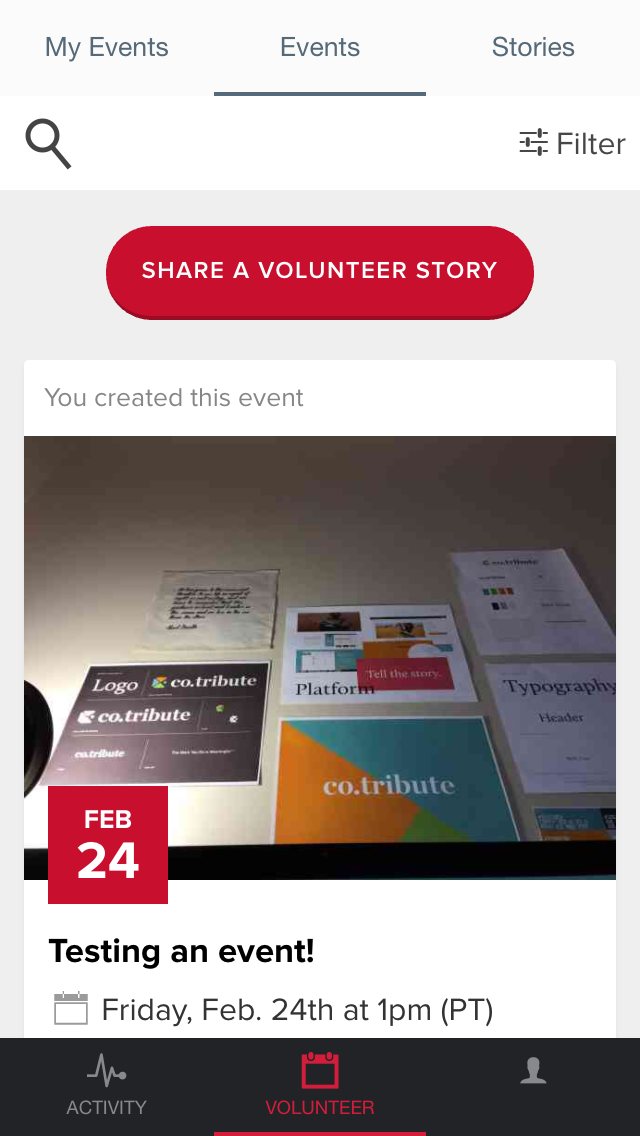 My Events
Events
Stories
Filter
SHARE A VOLUNTEER STORY
You created this event
co.tribute
Logo
co.tribute
co.tribute
co.tribute
Platform
Tell the story.
Typography
Header
co.tribute
FEB
24
Testing an event!
Friday, Feb. 24th at 1pm (PT)
ACTIVITY
VOLUNTEER